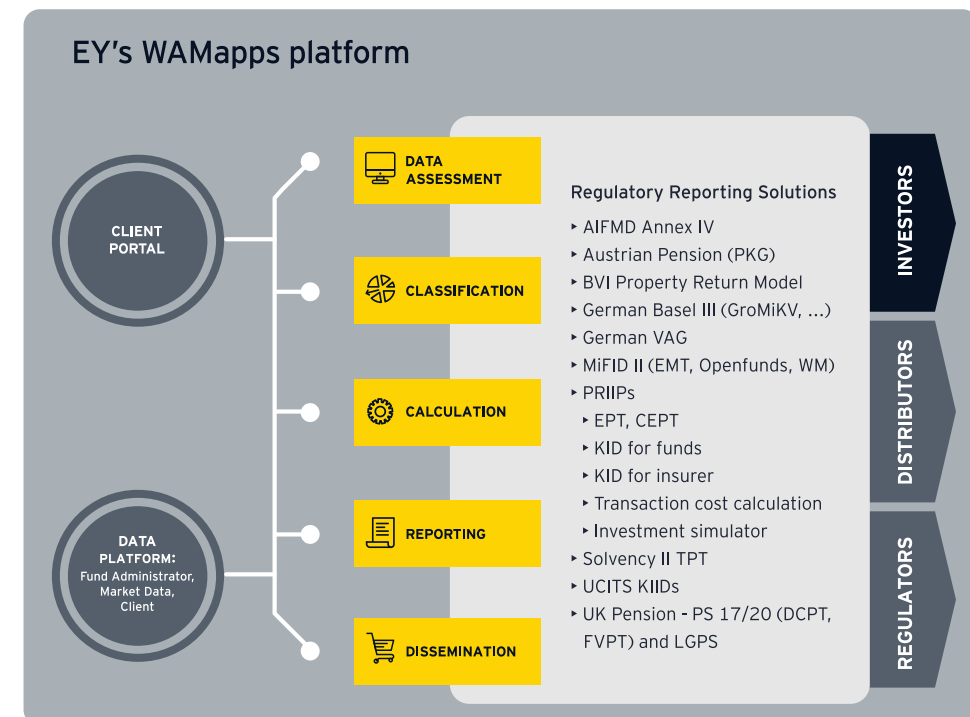 EY’s WAMapps platform
CLIENT
PORTAL
DATA
PLATFORM:
Fund Administrator,
Market Data,
Client
DATA
ASSESSMENT
CLASSIFICATION
CALCULATION
REPORTING
DISSEMINATION
Regulatory Reporting Solutions
‣ AIFMD Annex IV
‣ Austrian Pension (PKG)
‣ BVI Property Return Model
‣ German Basel III (GroMiKV, ...)
‣ German VAG
‣ MiFID II (EMT, Openfunds, WM)
‣ PRIIPs
‣ EPT, CEPT
‣ KID for funds
‣ KID for insurer
‣ Transaction cost calculation
‣ Investment simulator
‣ Solvency II TPT
‣ UCITS KIIDs
‣ UK Pension - PS 17/20 (DCPT,
FVPT) and LGPS
INVESTORS
DISTRIBUTORS
REGULATORS